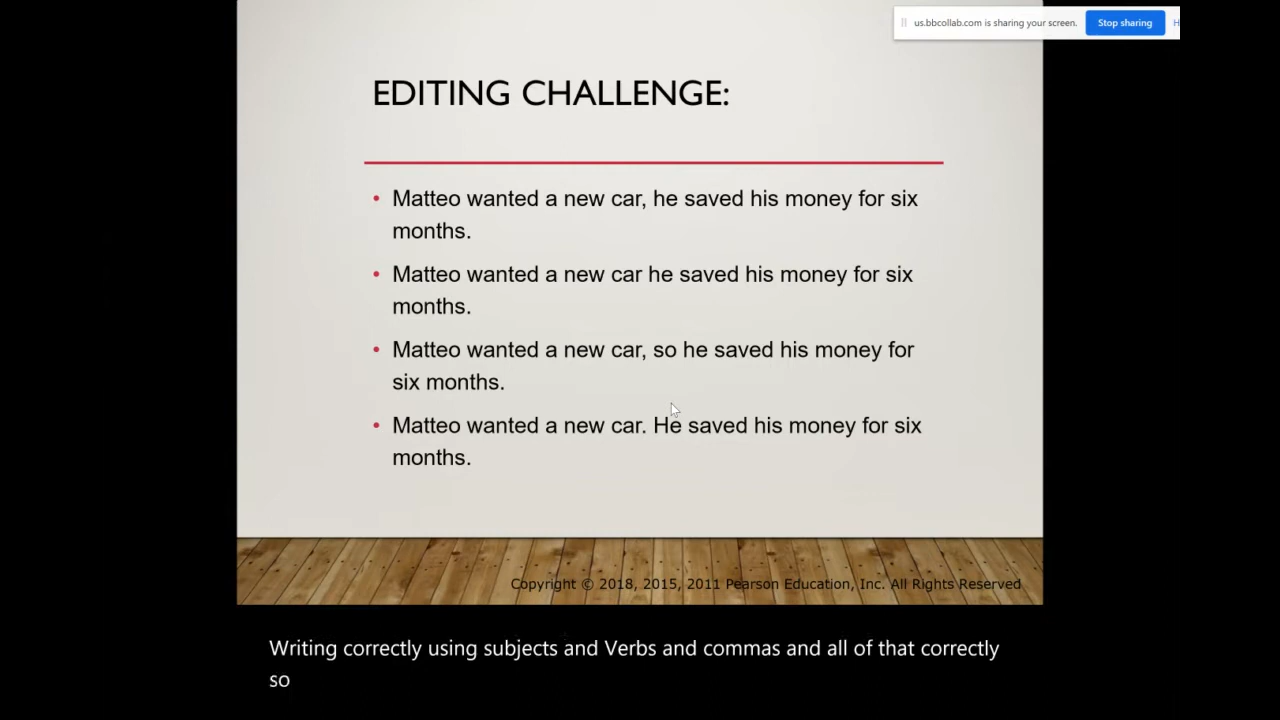 us.bbcollab.com is sharing your screen.
Stop sharing
H
EDITING CHALLENGE:
• Matteo wanted a new car, he saved his money for six
months.
• Matteo wanted a new car he saved his money for six
months.
• Matteo wanted a new car, so he saved his money for
six months.
• Matteo wanted a new car. He saved his money for six
months.
Copyright © 2018, 2015, 2011 Pearson Education, Inc. All Rights Reserved
Writing correctly using subjects and Verbs and commas and all of that correctly
so